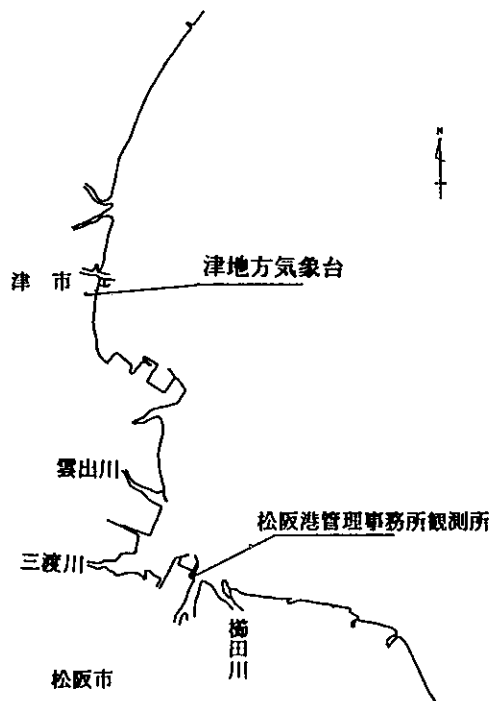 N
津市
津地方気象台
雲出川
松阪港管理事務所観測所
三渡川
櫛田川
松阪市